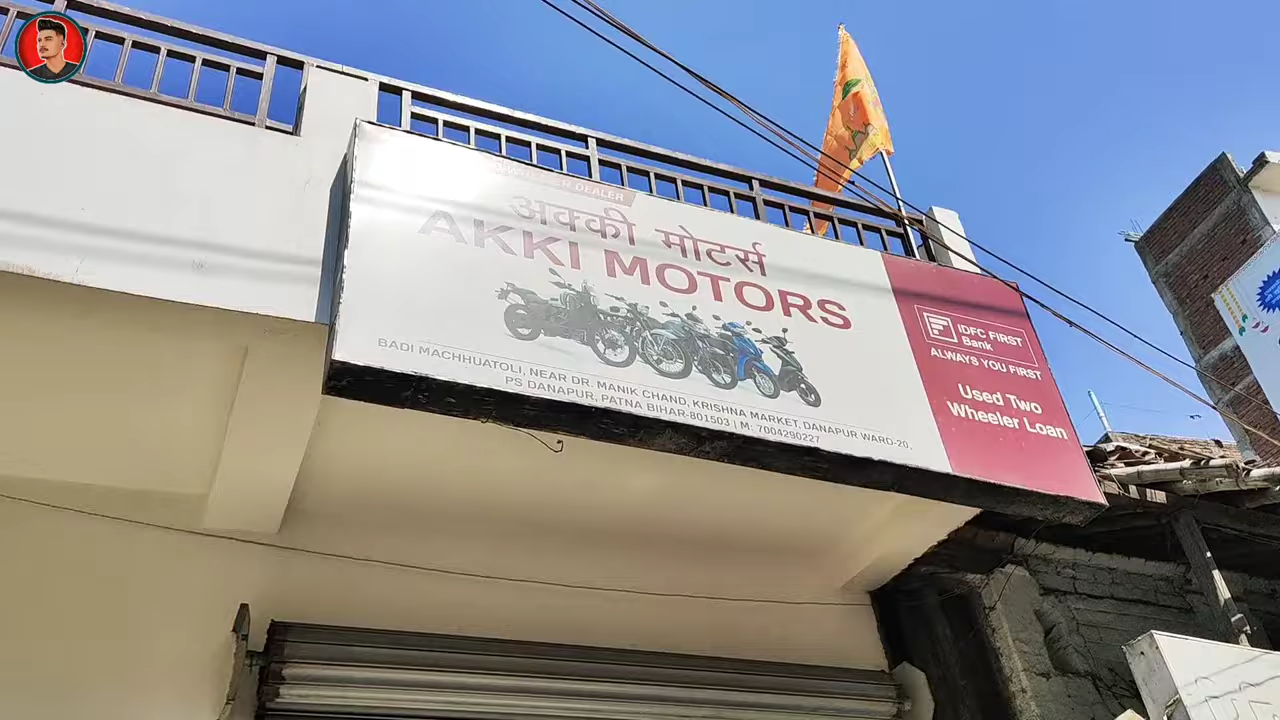 DEALER
अक्की मोटर्स
AKKI MOTORS
BADI MACHHUATOLI, NEAR DR. MANIK CHAND, KRISHNA MARKET, DANAPUR WARD-20,
PS DANAPUR, PATNA BIHAR-801503 | M: 7004290227
IDFC FIRST
Bank
ALWAYS YOU FIRST
Used Two
Wheeler Loan